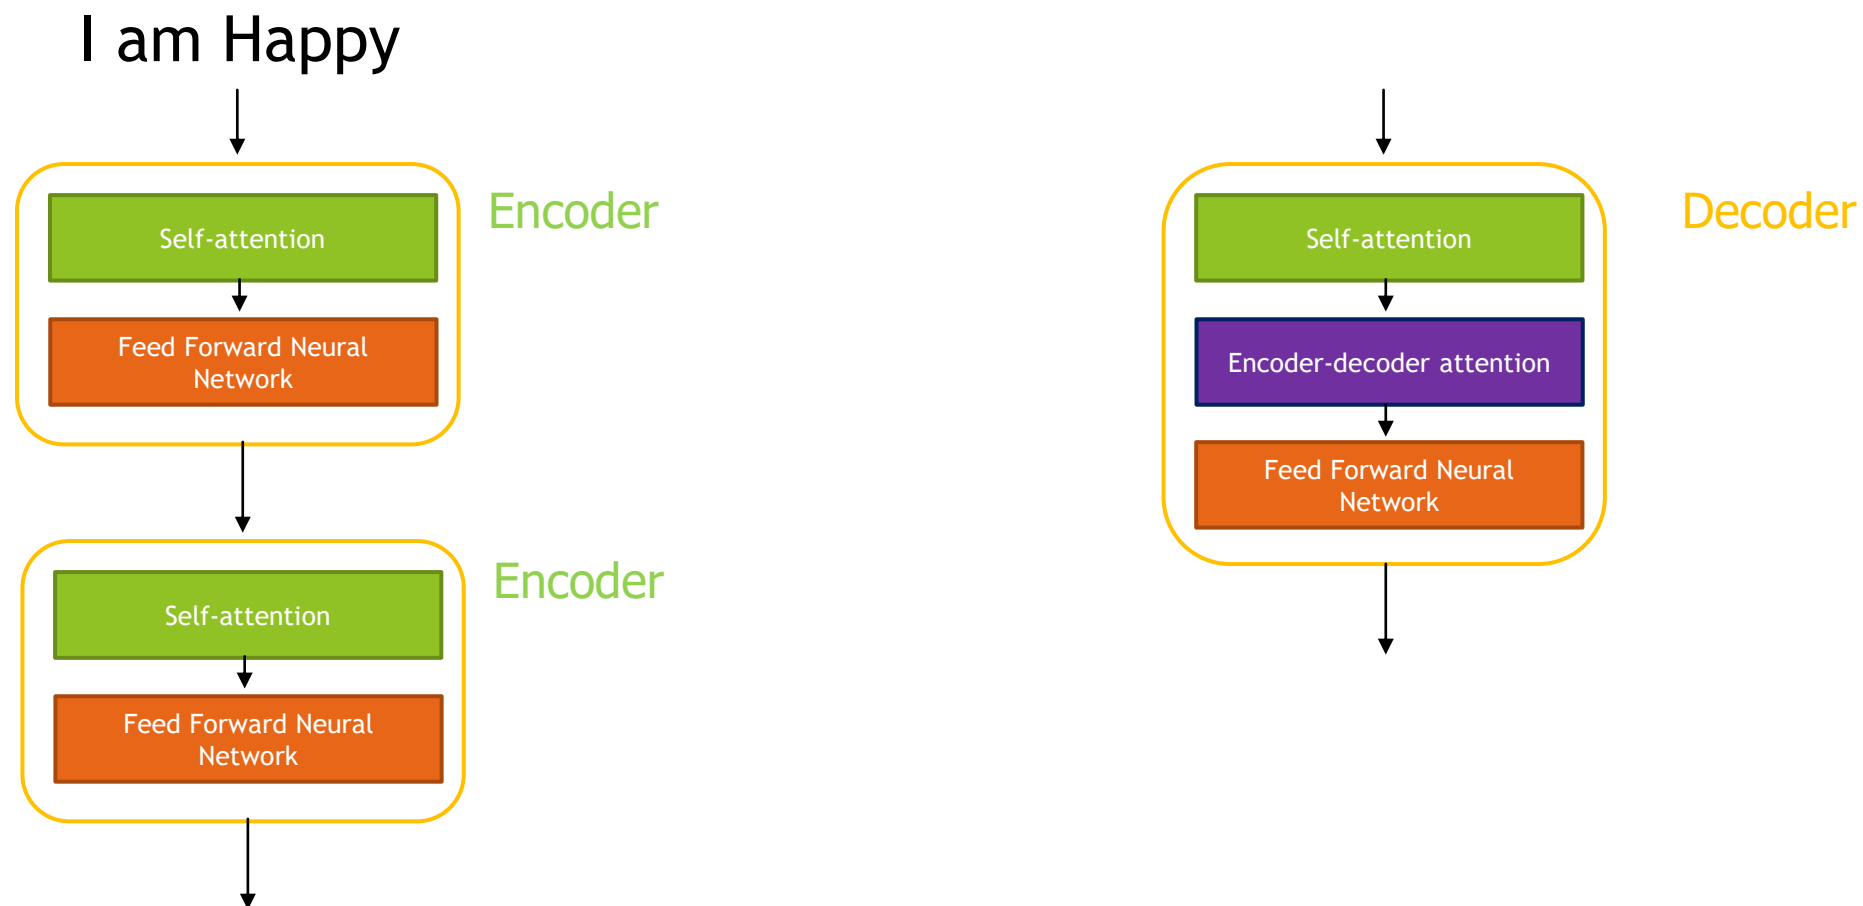 I am Happy
Encoder
Self-attention
Feed Forward Neural
Network
Encoder
Self-attention
Feed Forward Neural
Network
Decoder
Self-attention
Encoder-decoder attention
Feed Forward Neural
Network